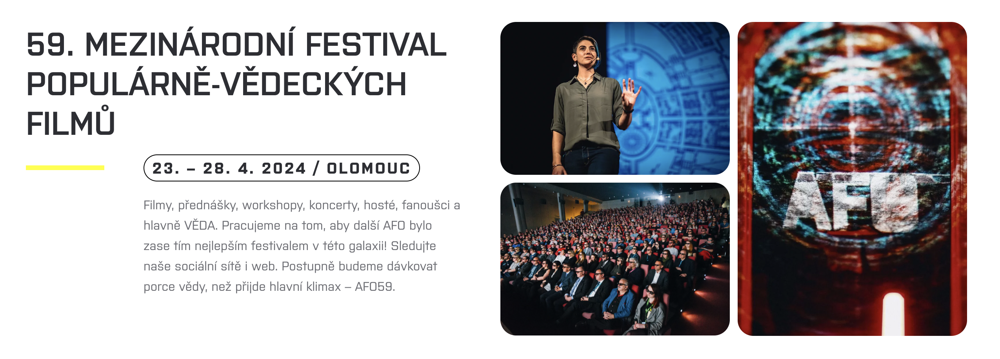 59. MEZINÁRODNÍ FESTIVAL
POPULÁRNĚ-VĚDECKÝCH
FILMŮ
23. – 28. 4. 2024 / OLOMOUC
Filmy, přednášky, workshopy, koncerty, hosté, fanoušci a
hlavně VĚDA. Pracujeme na tom, aby další AFO bylo
zase tím nejlepším festivalem v této galaxii! Sledujte
naše sociální sítě i web. Postupně budeme dávkovat
porce vědy, než přijde hlavní klimax – AFO59.
AFO